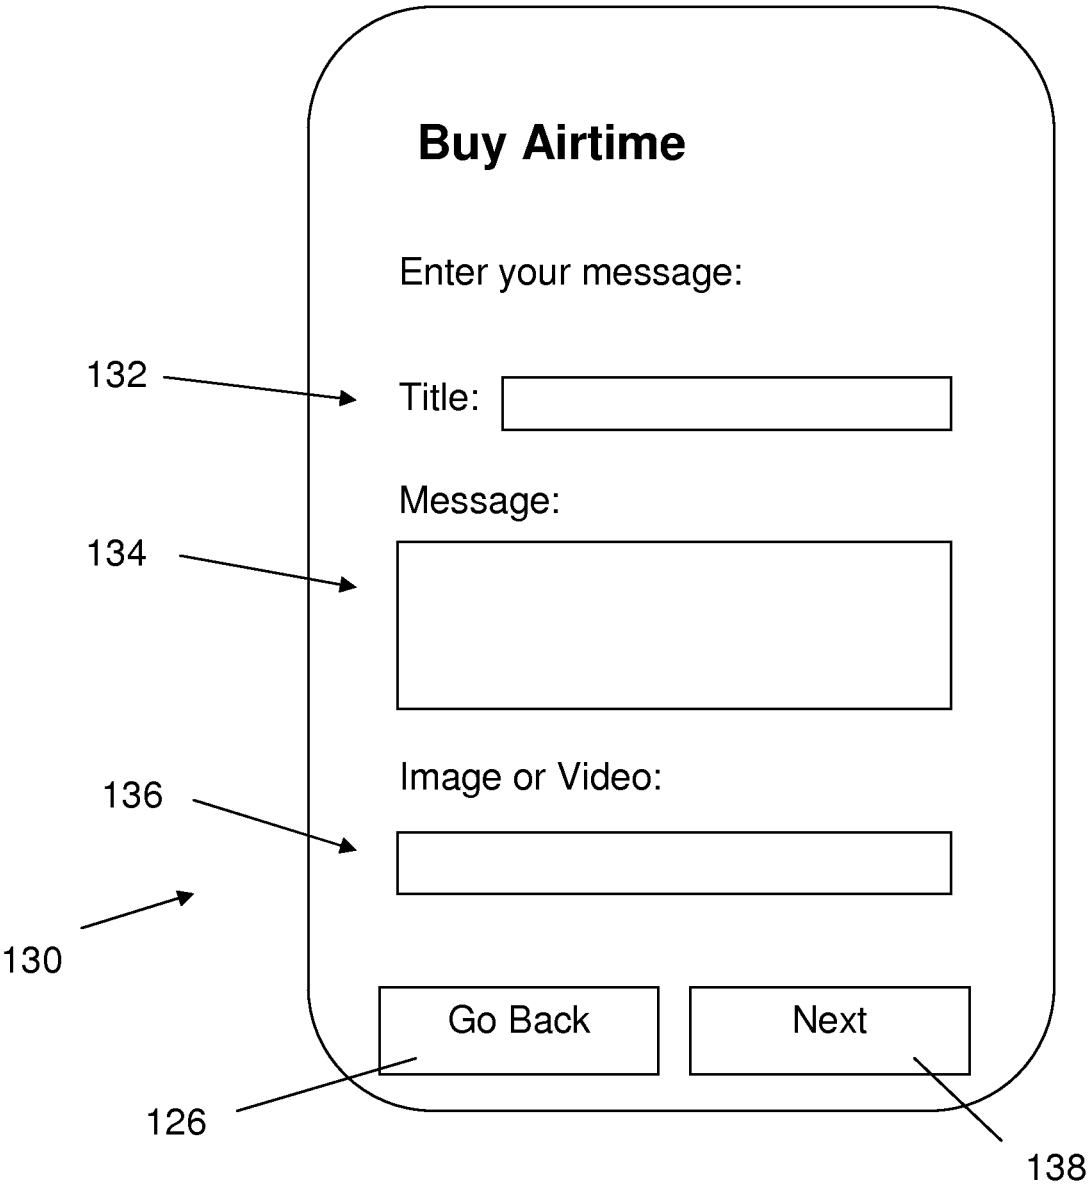 Buy Airtime
Enter your message:
132
Title:
Message:
134
Image or Video:
136
130
Go Back
Next
126
138